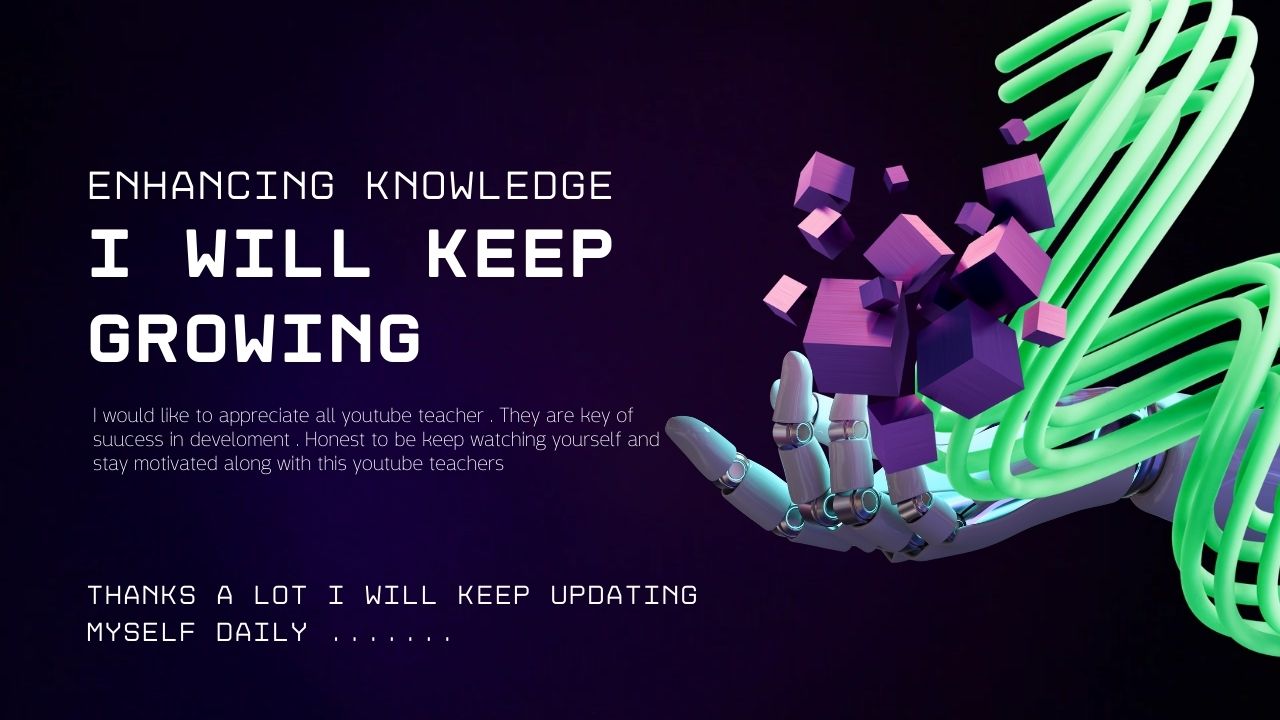 ENHANCING KNOWLEDGE
I WILL KEEP
GROWING
I would like to appreciate all youtube teacher . They are key of
suucess in develoment . Honest to be keep watching yourself and
stay motivated along with this youtube teachers
THANKS A LOT I WILL KEEP UPDATING
MYSELF DAILY .......